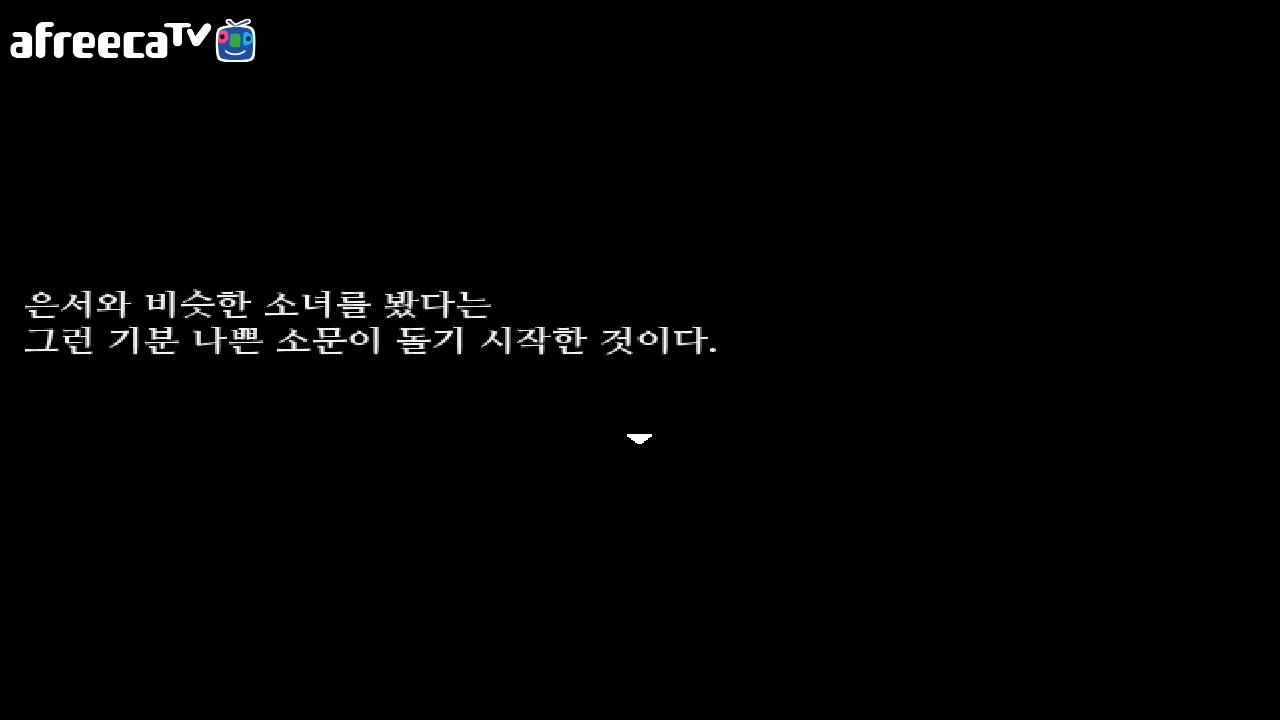 afreecaTV
은서와 비슷한 소녀를 봤다는
그런 기분 나쁜 소문이 돌기 시작한 것이다.